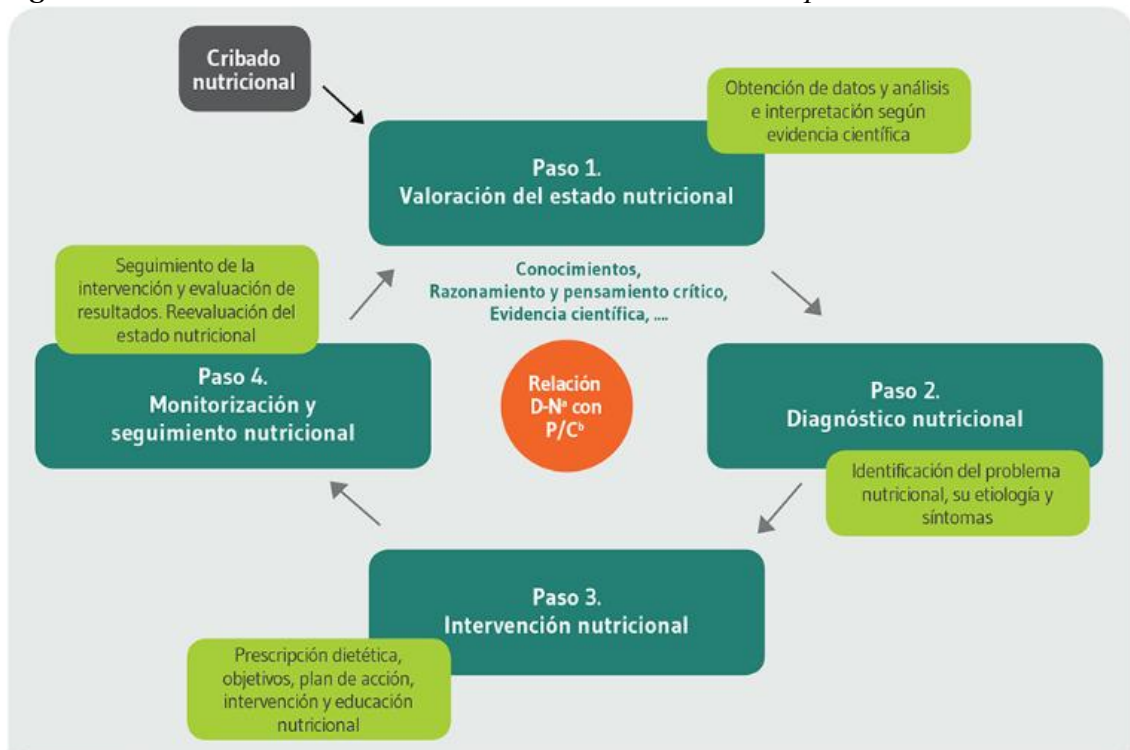 Cribado
nutricional
Obtención de datos y análisis
e interpretación según
evidencia científica
Paso 1.
Valoración del estado nutricional
Conocimientos,
Razonamiento y pensamiento crítico,
Evidencia científica, ....
Seguimiento de la
intervención y evaluación de
resultados. Reevaluación del
estado nutricional
Paso 4.
Monitorización y
seguimiento nutricional
Relación
D-Nª con
P/Cᵇ
Paso 2.
Diagnóstico nutricional
Identificación del problema
nutricional, su etiología y
síntomas
Paso 3.
Intervención nutricional
Prescripción dietética,
objetivos, plan de acción,
intervención y educación
nutricional